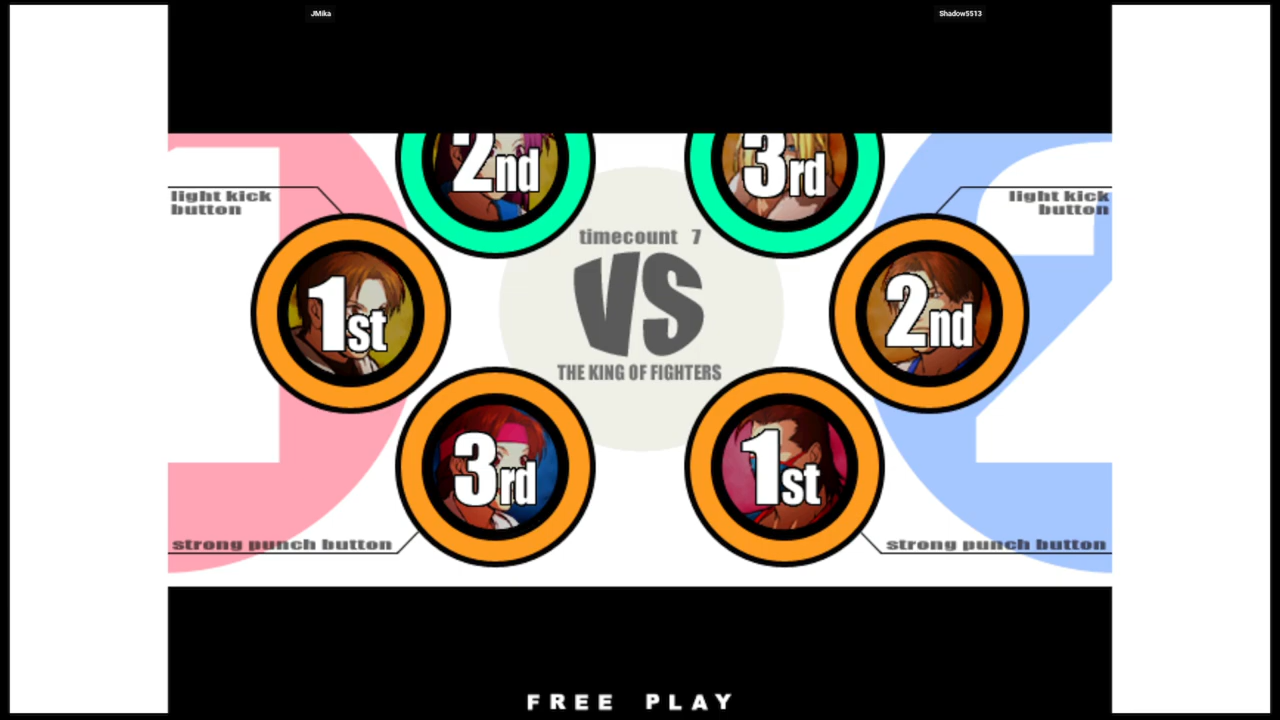 JMika
Shadow5513
2nd
3rd
light kick
button
light kick
button
timecount 7
1st
VS
2nd
THE KING OF FIGHTERS
3rd
1st
strong punch button
strong punch button
FREE PLAY